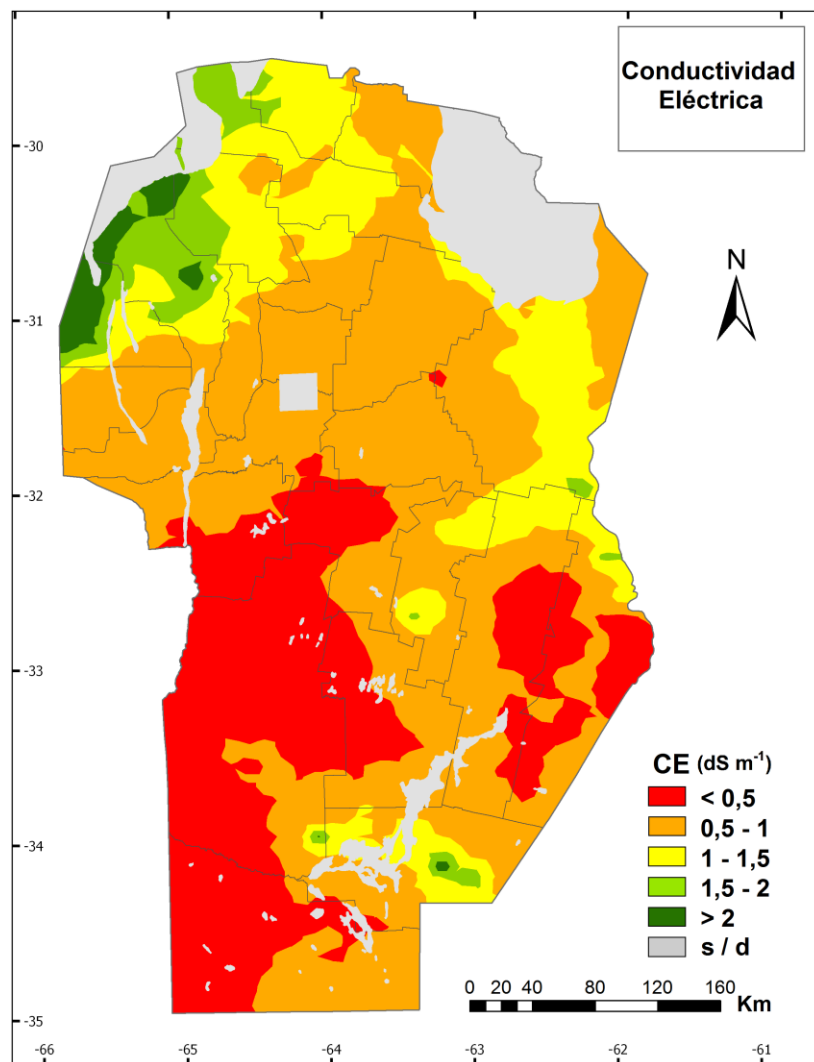 Conductividad
Eléctrica
-30
-31
-32
-33
-34
-35
N
CE (dS m⁻¹)
< 0,5
0,5 - 1
1 - 1,5
1,5 - 2
> 2
s / d
0 20 40 80 120 160
Km
-66 -65 -64 -63 -62 -61